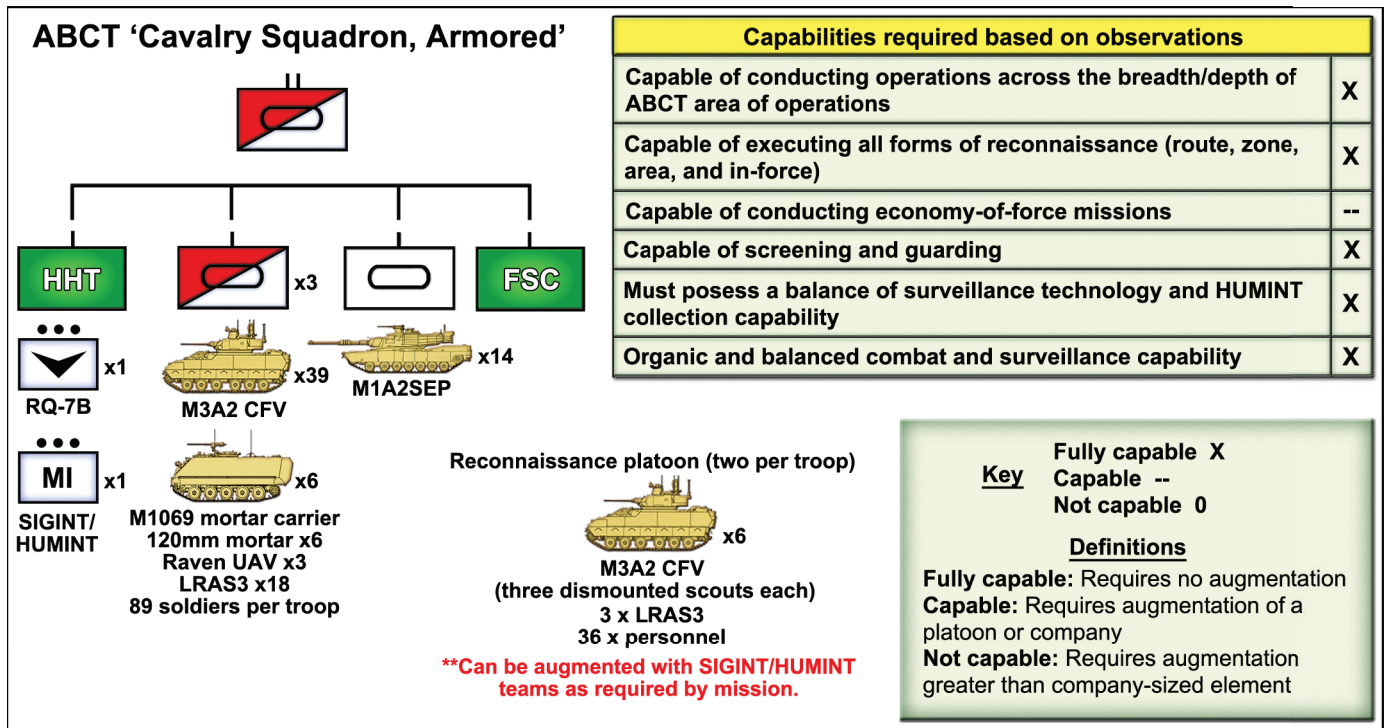 ABCT ‘Cavalry Squadron, Armored’
HHT
x3
FSC
x1
RQ-7B
MI
x1
SIGINT/
HUMINT
x39
M3A2 CFV
x6
M1069 mortar carrier
120mm mortar x6
Raven UAV x3
LRAS3 x18
89 soldiers per troop
x14
M1A2SEP
Reconnaissance platoon (two per troop)
x6
M3A2 CFV
(three dismounted scouts each)
3 x LRAS3
36 x personnel
**Can be augmented with SIGINT/HUMINT
teams as required by mission.
Capabilities required based on observations
Capable of conducting operations across the breadth/depth of
ABCT area of operations
X
Capable of executing all forms of reconnaissance (route, zone,
area, and in-force)
X
Capable of conducting economy-of-force missions --
Capable of screening and guarding X
Must posess a balance of surveillance technology and HUMINT
collection capability
X
Organic and balanced combat and surveillance capability X
Key
Fully capable X
Capable --
Not capable 0
Definitions
Fully capable: Requires no augmentation
Capable: Requires augmentation of a
platoon or company
Not capable: Requires augmentation
greater than company-sized element